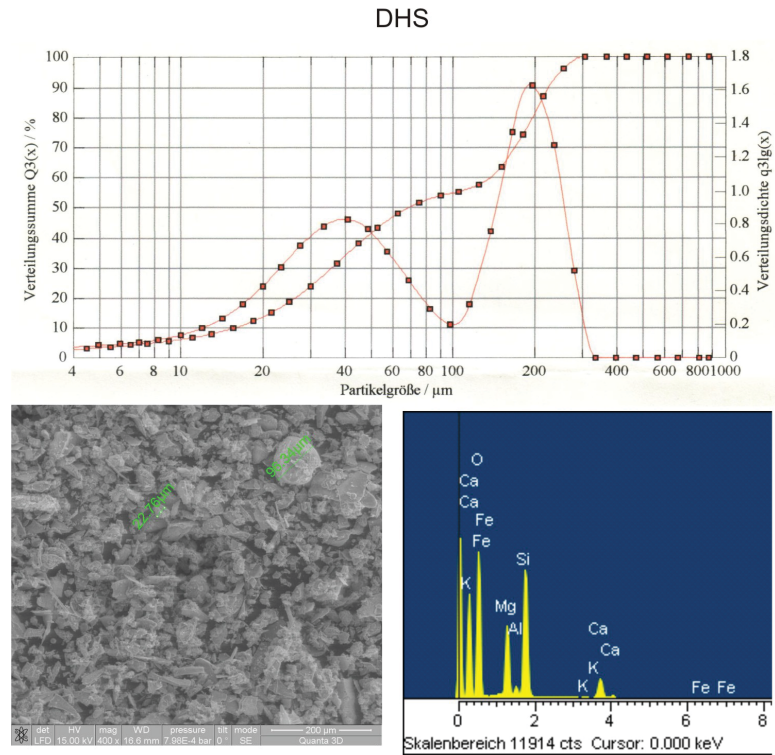 DHS
100
90
80
70
60
50
40
30
20
10
0
Verteilungssumme Q3(x) / %
1.8
1.6
1.4
1.2
1.0
0.8
0.6
0.4
0.2
0
Verteilungsdichte q3lg(x)
4 6 8 10 20 40 60 80 100 200 400 600 800 1000
Partikelgröße / µm
22.76µm
det HV mag WD pressure tilt mode 200 µm
LFD 15.00 kV 400 x 16.6 mm 7.98E-4 mbar 0 ° SE Quanta 3D
O
Ca
Ca
Fe
Fe
K
Si
Mg
Al
Ca
Ca
K
K
Fe Fe
0 2 4 6 8
Skalenbereich 11914 cts Cursor: 0.000 keV